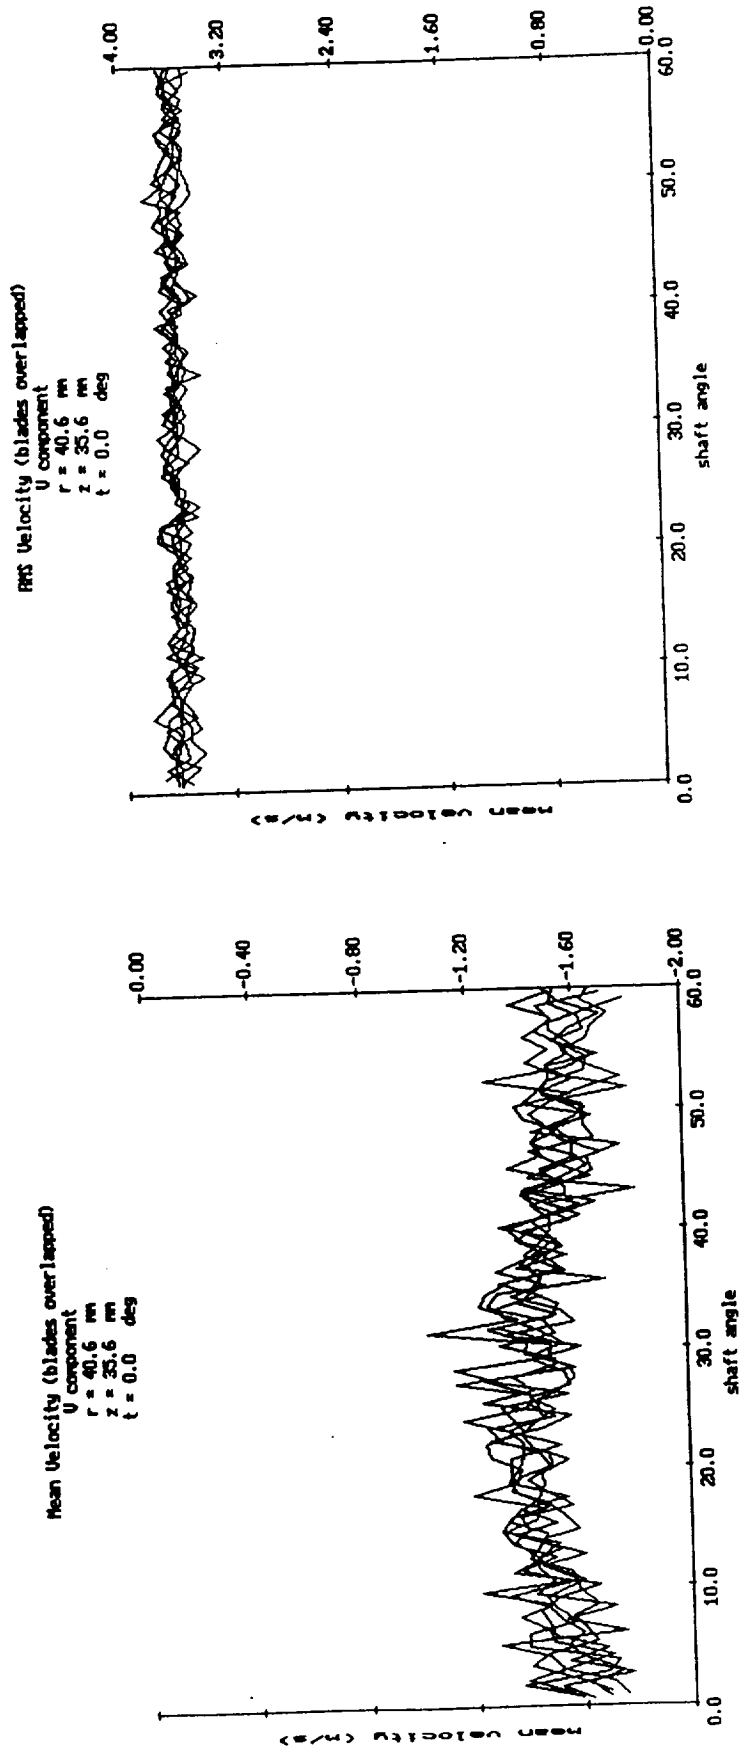 Mean Velocity (blades overlapped)
U component
r = 40.6 mm
z = 35.6 mm
t = 0.0 deg
-0.00
-0.40
-0.80
-1.20
-1.60
-2.00
mean velocity (m/s)
0.0 10.0 20.0 30.0 40.0 50.0 60.0
shaft angle
RMS Velocity (blades overlapped)
U component
r = 40.6 mm
z = 35.6 mm
t = 0.0 deg
4.00
3.20
2.40
1.60
0.80
0.00
mean velocity (m/s)
0.0 10.0 20.0 30.0 40.0 50.0 60.0
shaft angle